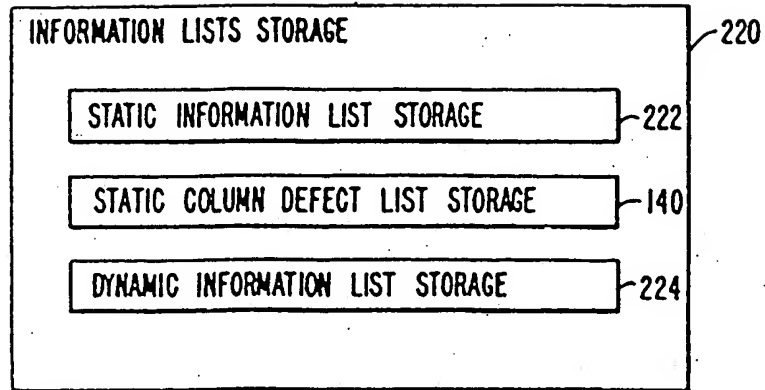 INFORMATION LISTS STORAGE
220
STATIC INFORMATION LIST STORAGE
222
STATIC COLUMN DEFECT LIST STORAGE
140
DYNAMIC INFORMATION LIST STORAGE
224